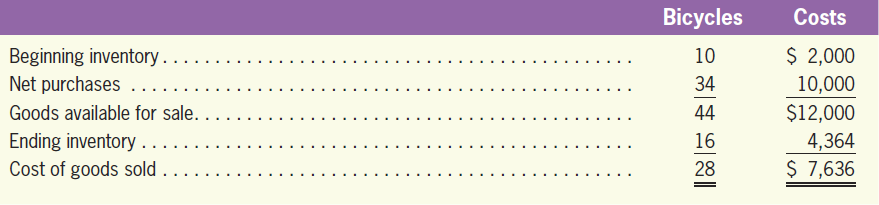 Bicycles Costs
Beginning inventory . . . . . . . . . . . . . . . . . . . . . . . . . . . . . . . . . . . . . . . . . . . . . 10 $ 2,000
Net purchases . . . . . . . . . . . . . . . . . . . . . . . . . . . . . . . . . . . . . . . . . . . . . . . . 34 10,000
Goods available for sale. . . . . . . . . . . . . . . . . . . . . . . . . . . . . . . . . . . . . . . . . . 44 $12,000
Ending inventory . . . . . . . . . . . . . . . . . . . . . . . . . . . . . . . . . . . . . . . . . . . . . . . 16 4,364
Cost of goods sold . . . . . . . . . . . . . . . . . . . . . . . . . . . . . . . . . . . . . . . . . . . . . 28 $ 7,636